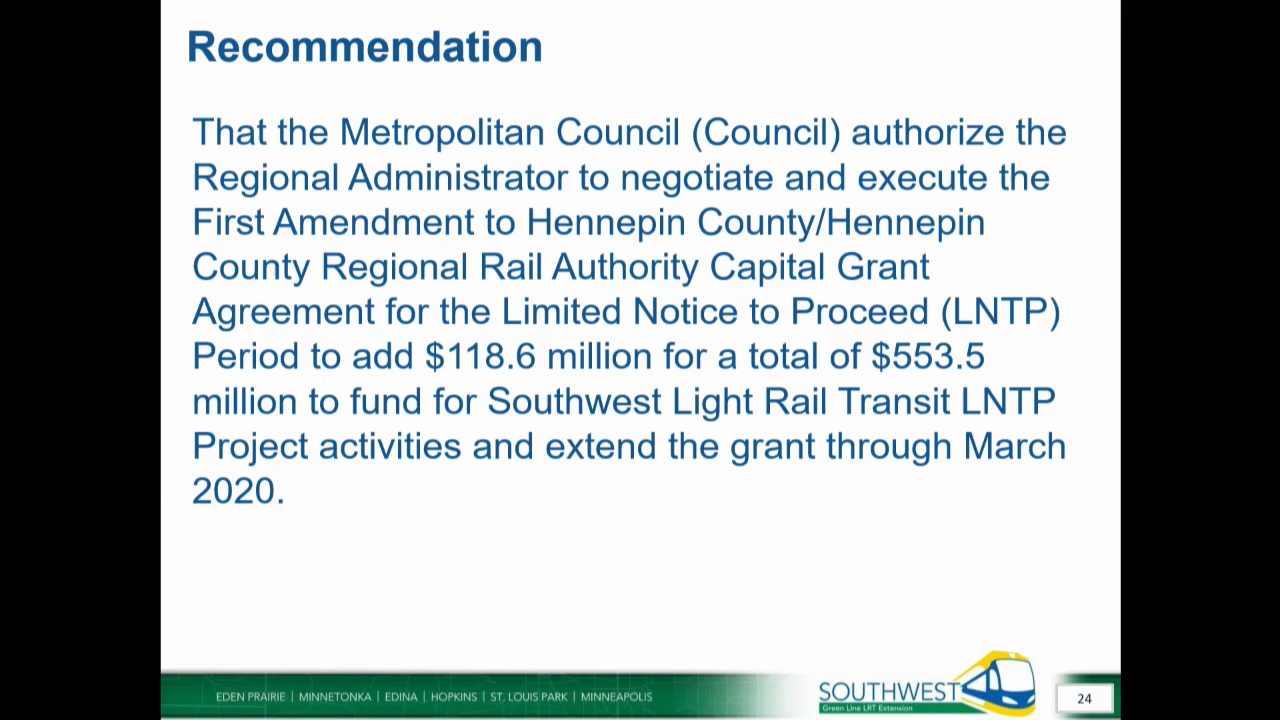 Recommendation
That the Metropolitan Council (Council) authorize the
Regional Administrator to negotiate and execute the
First Amendment to Hennepin County/Hennepin
County Regional Rail Authority Capital Grant
Agreement for the Limited Notice to Proceed (LNTP)
Period to add $118.6 million for a total of $553.5
million to fund for Southwest Light Rail Transit LNTP
Project activities and extend the grant through March
2020.
EDEN PRAIRIE | MINNETONKA | EDINA | HOPKINS | ST. LOUIS PARK | MINNEAPOLIS
SOUTHWEST
Green Line LRT Extension
24